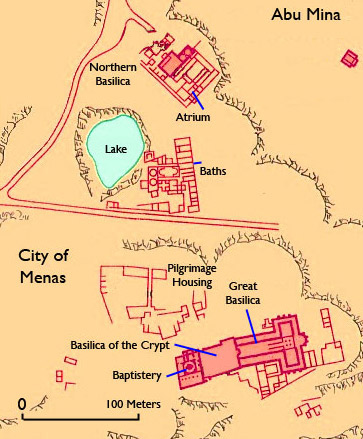 Abu Mina
Northern
Basilica
Atrium
Lake
Baths
City of
Menas
Pilgrimage
Housing
Great
Basilica
Basilica of the Crypt
Baptistery
0
100 Meters